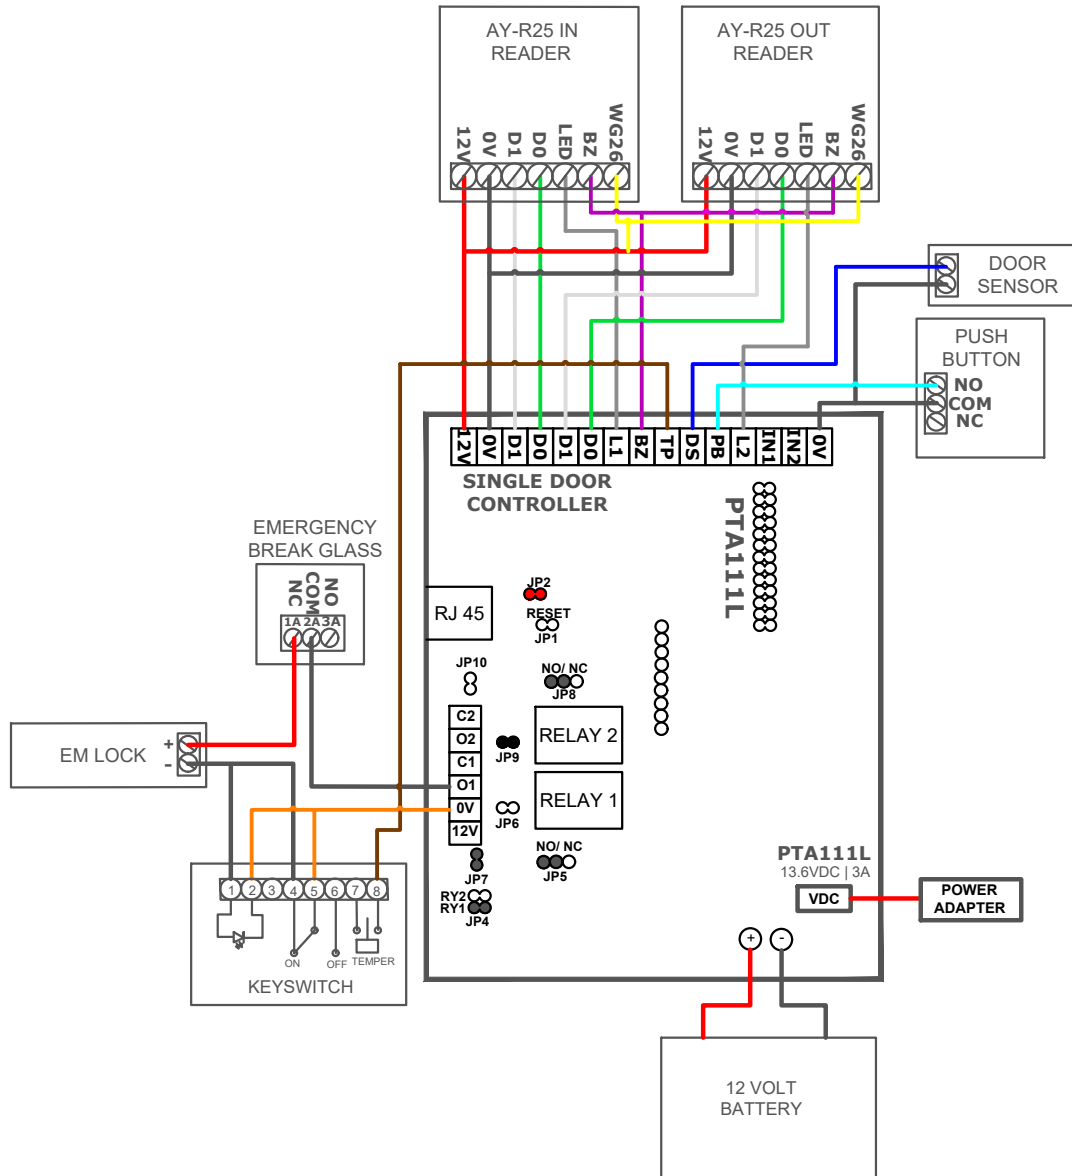 AY-R25 IN
READER
12V
0V
D1
D0
LED
BZ
WG26
AY-R25 OUT
READER
12V
0V
D1
D0
LED
BZ
WG26
DOOR
SENSOR
PUSH
BUTTON
NO
COM
NC
12V
0V
D1
D0
D1
D0
L1
BZ
TP
DS
PB
L2
IN1
IN2
0V
SINGLE DOOR
CONTROLLER
PTA111L
EMERGENCY
BREAK GLASS
NC
COM
NO
1A 2A 3A
RJ 45
JP2
RESET
JP1
JP10
NO/ NC
JP8
C2
O2
C1
O1
0V
12V
JP9
RELAY 2
JP6
RELAY 1
NO/ NC
JP5
JP7
RY2
RY1
JP4
EM LOCK
+
-
1 2 3 4 5 6 7 8
ON
OFF
TEMPER
KEYSWITCH
PTA111L
13.6VDC | 3A
VDC
POWER
ADAPTER
+
-
12 VOLT
BATTERY